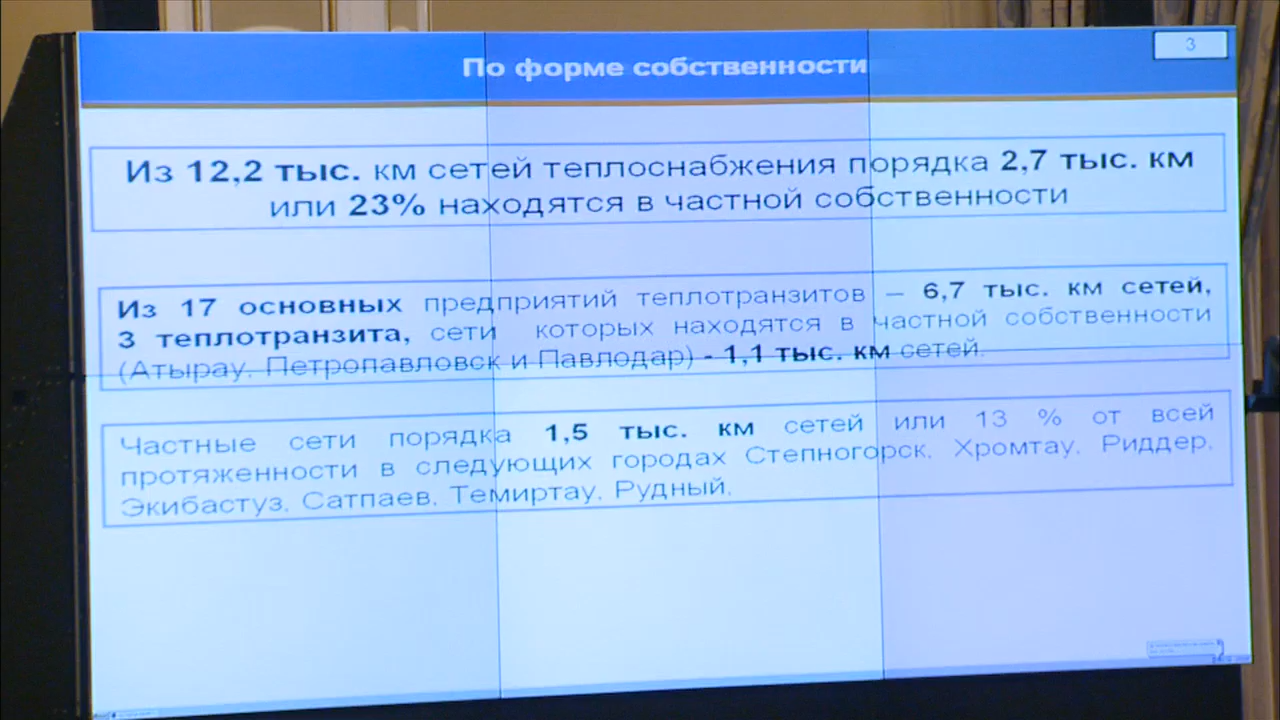 3
По форме собственности
Из 12,2 тыс. км сетей теплоснабжения порядка 2,7 тыс. км
или 23% находятся в частной собственности
Из 17 основных предприятий теплотранзитов – 6,7 тыс. км сетей,
3 теплотранзита, сети которых находятся в частной собственности
(Атырау, Петропавловск и Павлодар) - 1,1 тыс. км сетей.
Частные сети порядка 1,5 тыс. км сетей или 13 % от всей
протяженности в следующих городах Степногорск, Хромтау, Риддер,
Экибастуз, Сатпаев, Темиртау, Рудный.